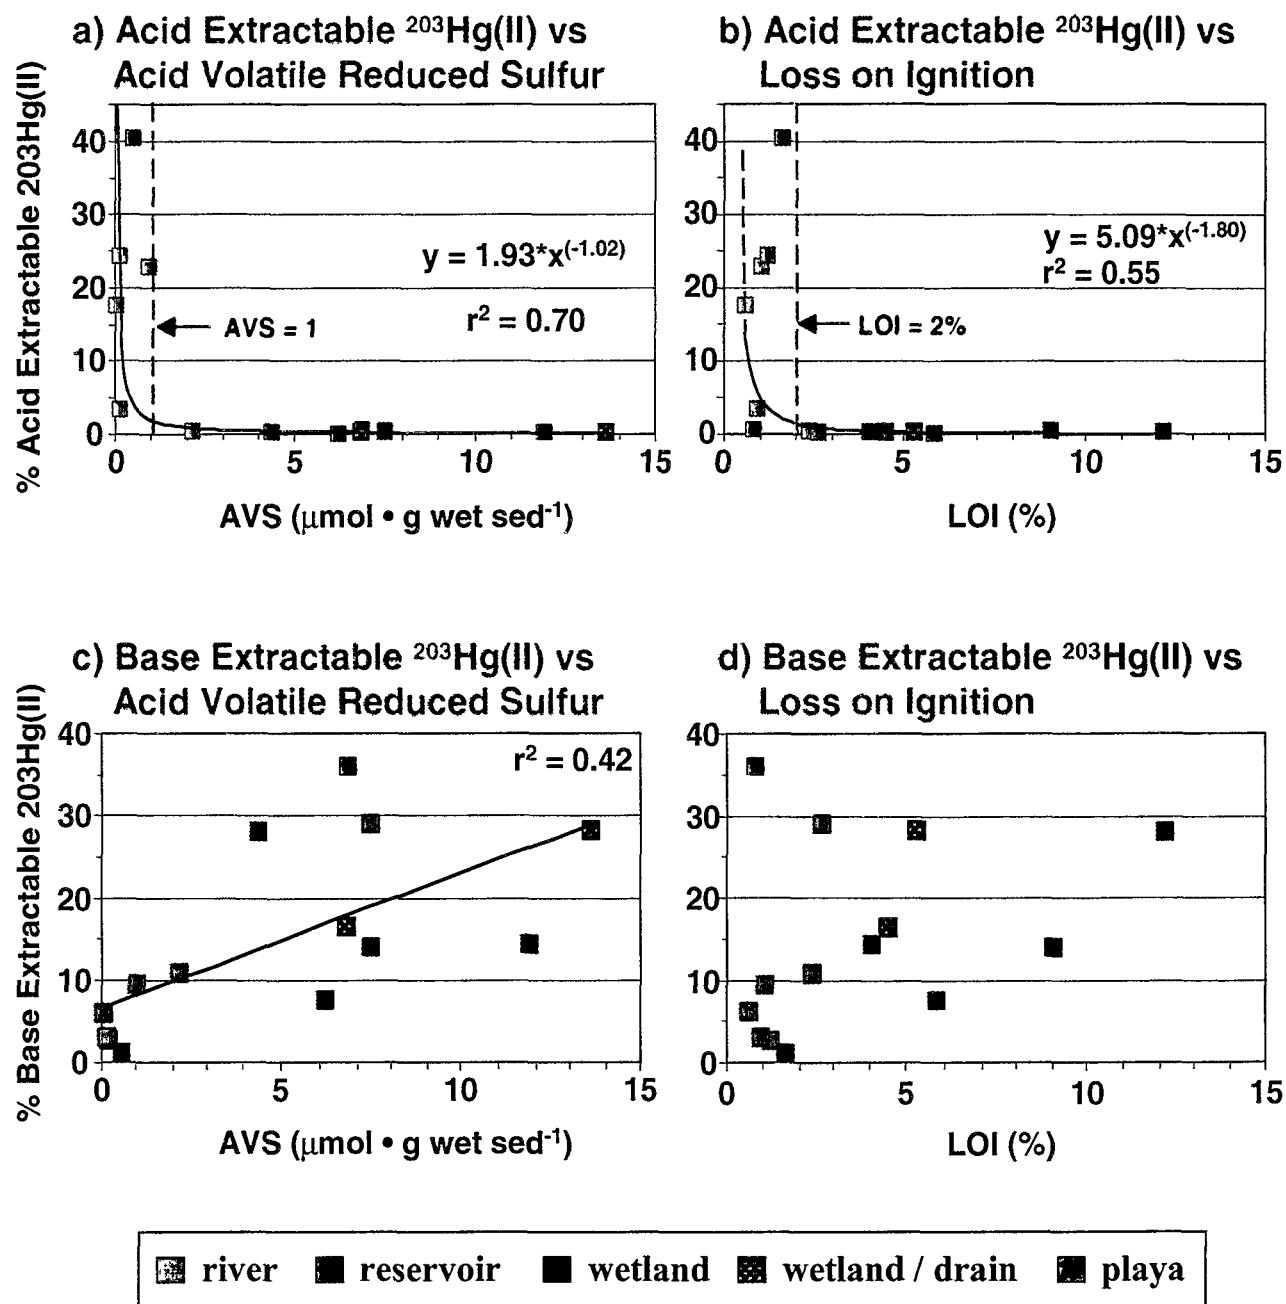 a) Acid Extractable ²⁰³Hg(II) vs
Acid Volatile Reduced Sulfur
% Acid Extractable 203Hg(II)
40
30
20
10
0
y = 1.93*x⁽⁻¹·⁰²⁾
r² = 0.70
AVS = 1
0 5 10 15
AVS (μmol • g wet sed⁻¹)
b) Acid Extractable ²⁰³Hg(II) vs
Loss on Ignition
40
30
20
10
0
y = 5.09*x⁽⁻¹·⁸⁰⁾
r² = 0.55
LOI = 2%
0 5 10 15
LOI (%)
c) Base Extractable ²⁰³Hg(II) vs
Acid Volatile Reduced Sulfur
% Base Extractable 203Hg(II)
40
30
20
10
0
r² = 0.42
0 5 10 15
AVS (μmol • g wet sed⁻¹)
d) Base Extractable ²⁰³Hg(II) vs
Loss on Ignition
40
30
20
10
0
0 5 10 15
LOI (%)
river reservoir wetland wetland / drain playa